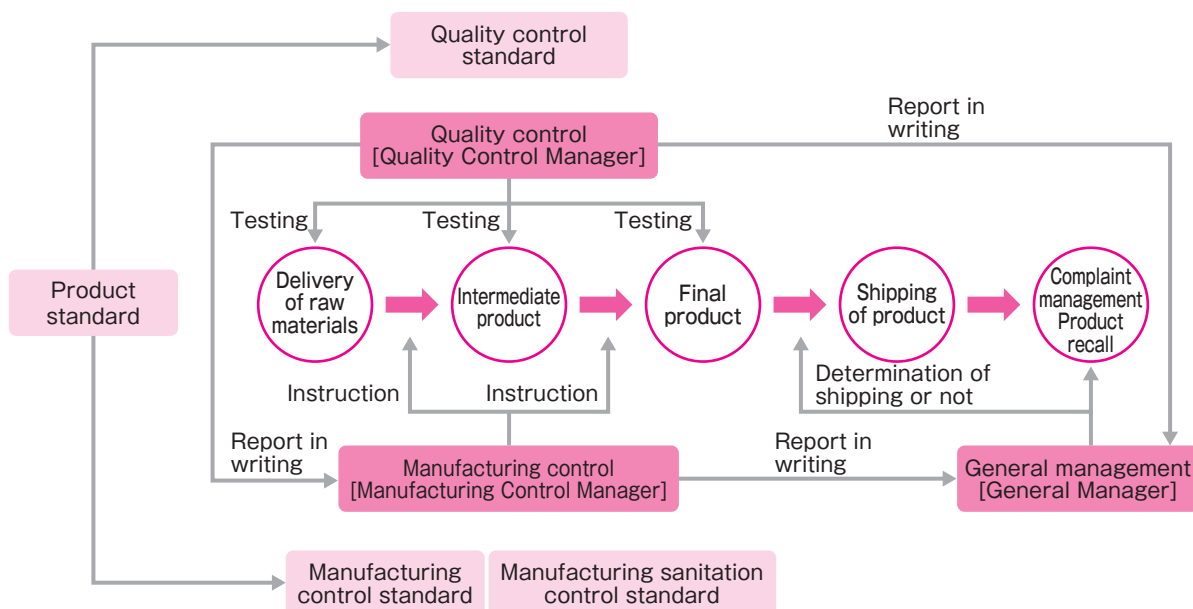 Quality control
standard
Report in
writing
Quality control
[Quality Control Manager]
Testing
Testing
Testing
Product
standard
Delivery
of raw
materials
Intermediate
product
Final
product
Shipping
of product
Complaint
management
Product
recall
Instruction
Instruction
Determination of
shipping or not
Report in
writing
Manufacturing control
[Manufacturing Control Manager]
Report in
writing
General management
[General Manager]
Manufacturing
control standard
Manufacturing sanitation
control standard